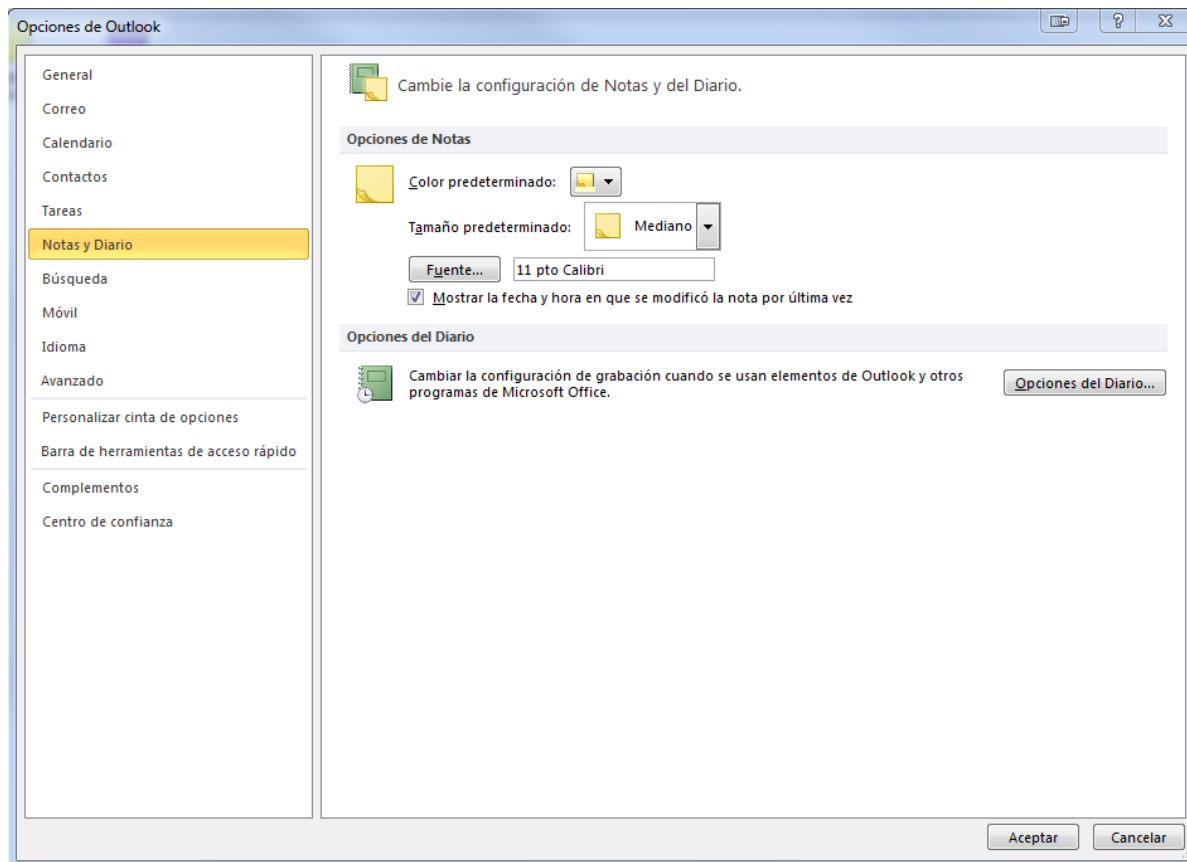 Opciones de Outlook
General
Correo
Calendario
Contactos
Tareas
Notas y Diario
Búsqueda
Móvil
Idioma
Avanzado
Personalizar cinta de opciones
Barra de herramientas de acceso rápido
Complementos
Centro de confianza
Cambie la configuración de Notas y del Diario.
Opciones de Notas
Color predeterminado:
Tamaño predeterminado: Mediano
Fuente... 11 pto Calibri
Mostrar la fecha y hora en que se modificó la nota por última vez
Opciones del Diario
Cambiar la configuración de grabación cuando se usan elementos de Outlook y otros
programas de Microsoft Office.
Opciones del Diario...
Aceptar Cancelar